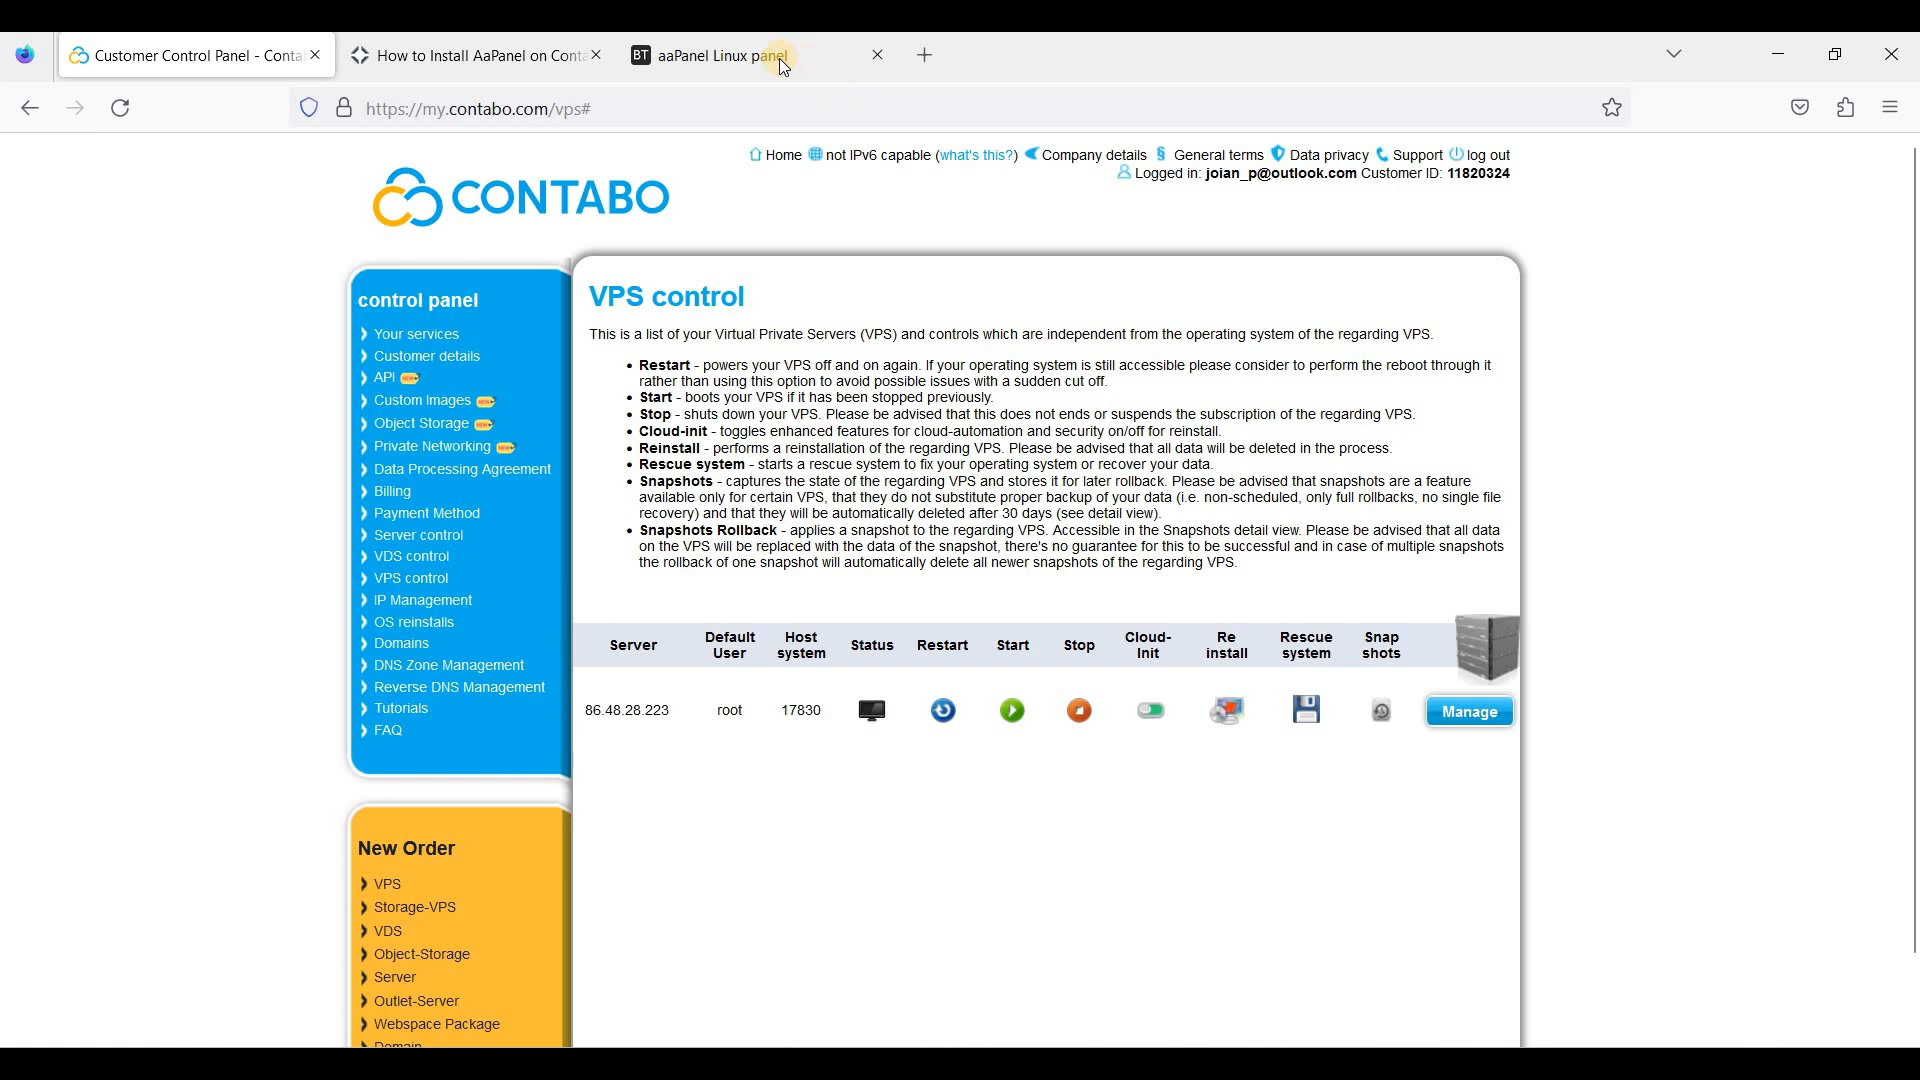 Customer Control Panel - Conta
How to Install AaPanel on Conta
BT aaPanel Linux panel
https://my.contabo.com/vps#
Home not IPv6 capable (what's this?) Company details § General terms Data privacy Support log out
Logged in: joian_p@outlook.com Customer ID: 11820324
CONTABO
control panel
Your services
Customer details
API NEW
Custom Images NEW
Object Storage NEW
Private Networking NEW
Data Processing Agreement
Billing
Payment Method
Server control
VDS control
VPS control
IP Management
OS reinstalls
Domains
DNS Zone Management
Reverse DNS Management
Tutorials
FAQ
New Order
VPS
Storage-VPS
VDS
Object-Storage
Server
Outlet-Server
Webspace Package
Domain
VPS control
This is a list of your Virtual Private Servers (VPS) and controls which are independent from the operating system of the regarding VPS.
• Restart - powers your VPS off and on again. If your operating system is still accessible please consider to perform the reboot through it
rather than using this option to avoid possible issues with a sudden cut off.
• Start - boots your VPS if it has been stopped previously.
• Stop - shuts down your VPS. Please be advised that this does not ends or suspends the subscription of the regarding VPS.
• Cloud-init - toggles enhanced features for cloud-automation and security on/off for reinstall.
• Reinstall - performs a reinstallation of the regarding VPS. Please be advised that all data will be deleted in the process.
• Rescue system - starts a rescue system to fix your operating system or recover your data.
• Snapshots - captures the state of the regarding VPS and stores it for later rollback. Please be advised that snapshots are a feature
available only for certain VPS, that they do not substitute proper backup of your data (i.e. non-scheduled, only full rollbacks, no single file
recovery) and that they will be automatically deleted after 30 days (see detail view).
• Snapshots Rollback - applies a snapshot to the regarding VPS. Accessible in the Snapshots detail view. Please be advised that all data
on the VPS will be replaced with the data of the snapshot, there's no guarantee for this to be successful and in case of multiple snapshots
the rollback of one snapshot will automatically delete all newer snapshots of the regarding VPS.
Server Default User Host system Status Restart Start Stop Cloud-Init Re install Rescue system Snap shots
86.48.28.223 root 17830 Manage